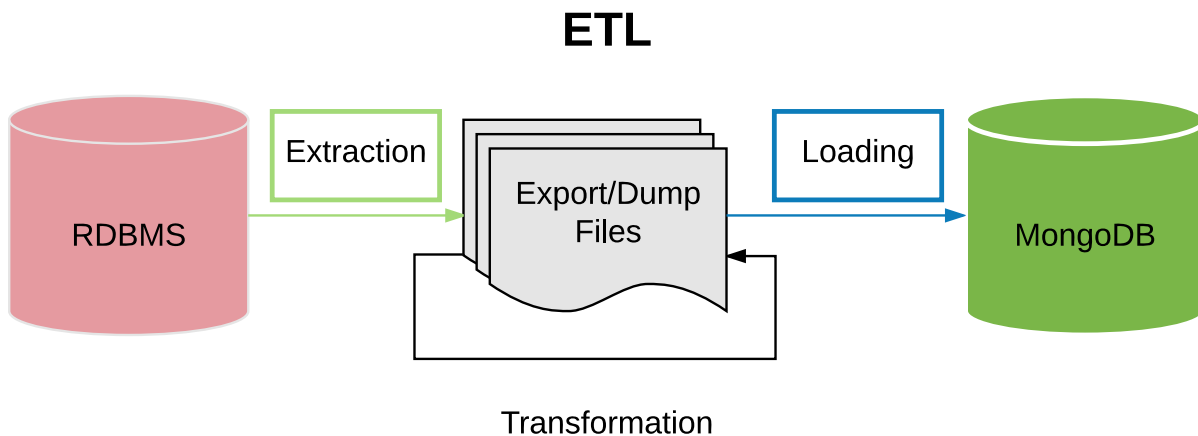 ETL
Extraction
Loading
Export/Dump
Files
RDBMS
MongoDB
Transformation